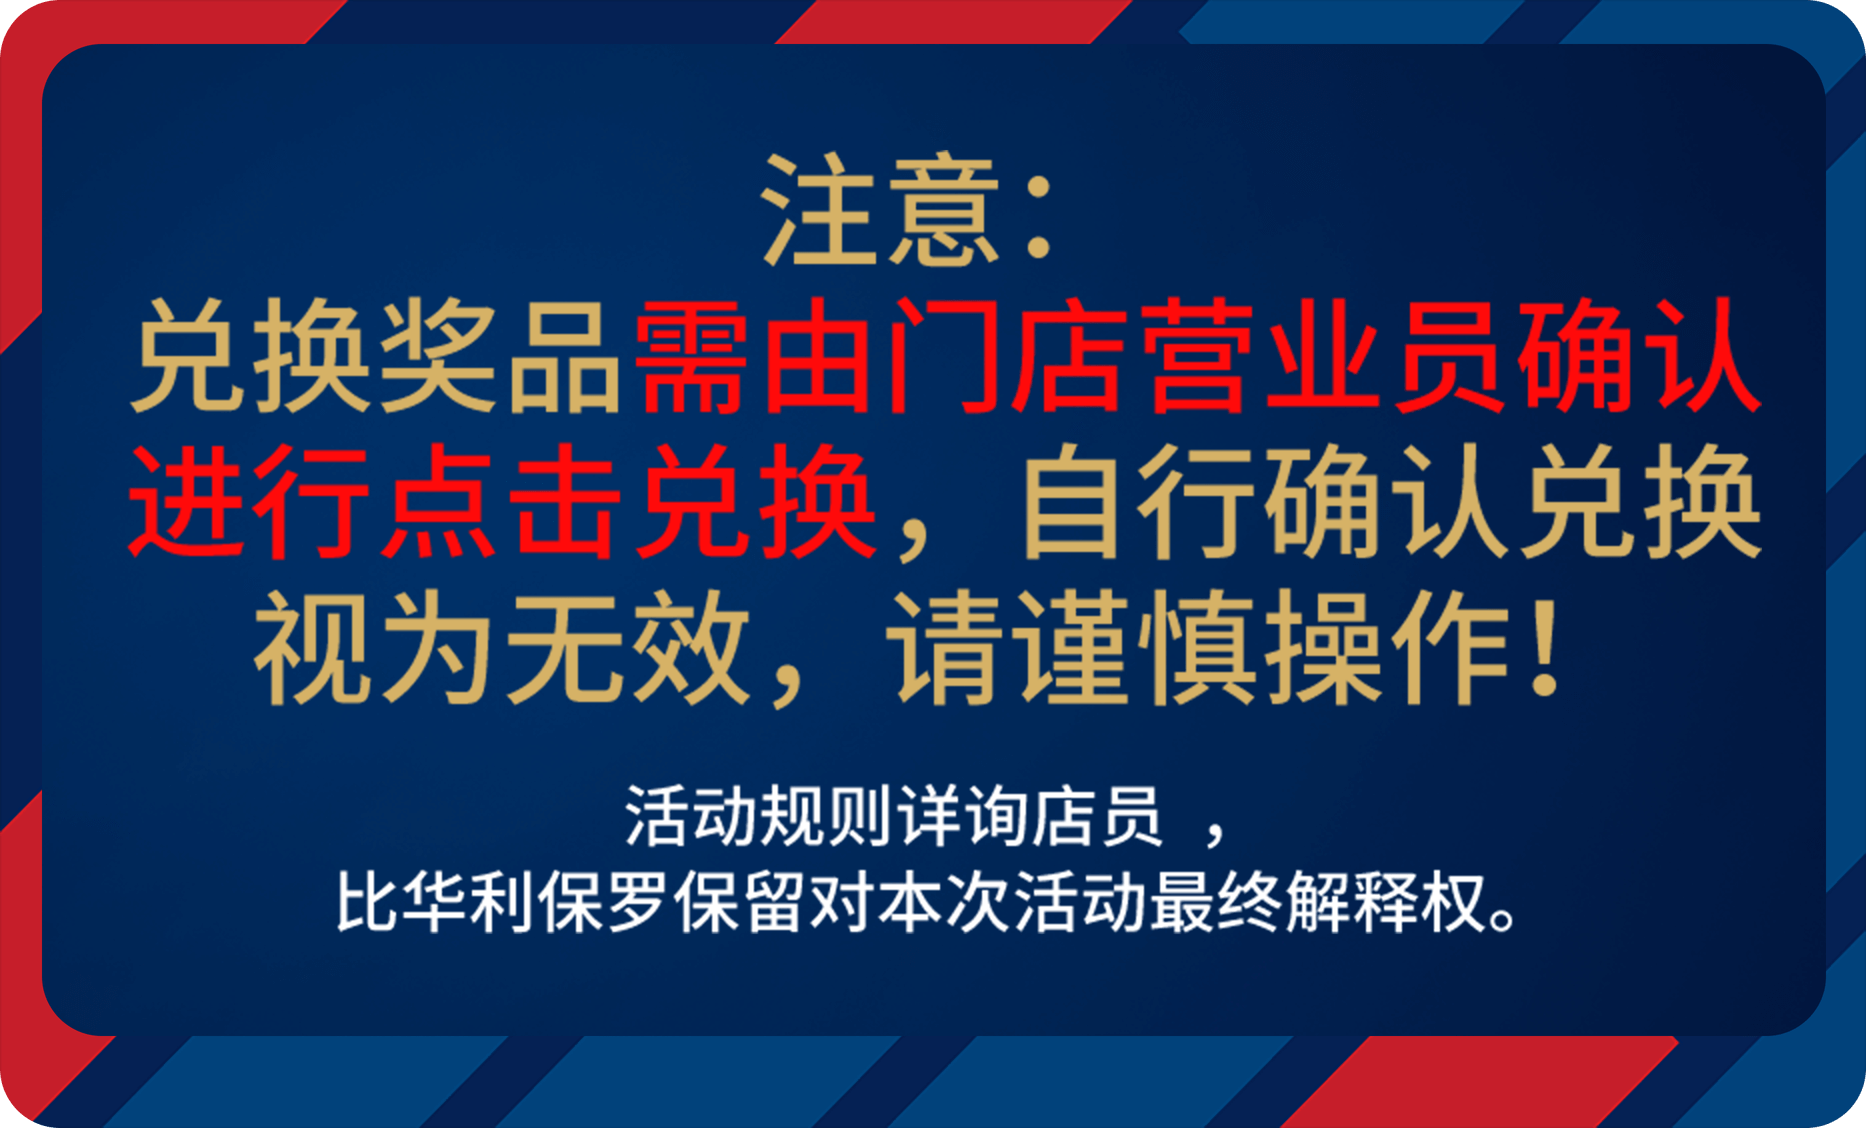 注意：
兑换奖品需由门店营业员确认
进行点击兑换，自行确认兑换
视为无效，请谨慎操作！
活动规则详询店员 ，
比华利保罗保留对本次活动最终解释权。